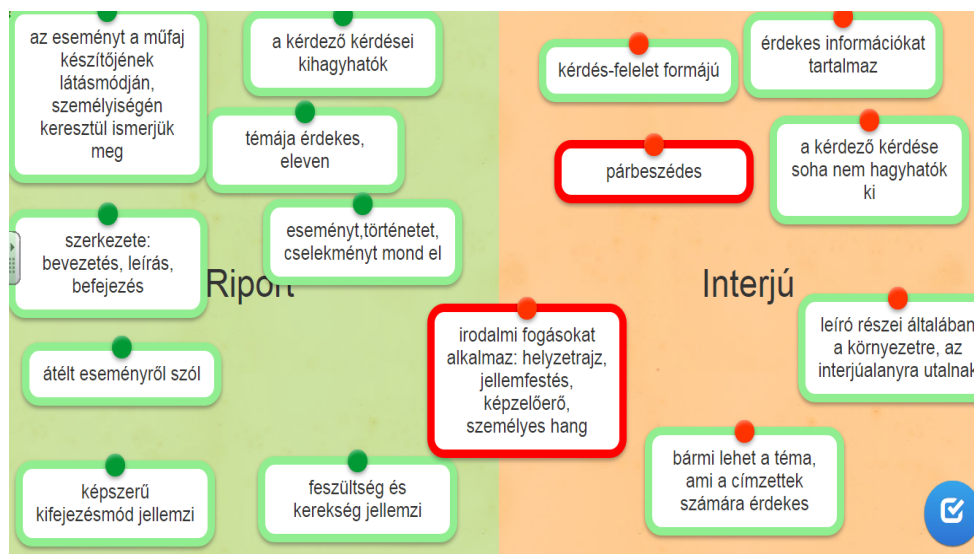 az eseményt a műfaj
készítőjének
látásmódján,
személyiségén
keresztül ismerjük
meg
a kérdező kérdései
kihagyhatók
témája érdekes,
eleven
szerkezete:
bevezetés, leírás,
befejezés
eseményt,történetet,
cselekményt mond el
Riport
átélt eseményről szól
képszerű
kifejezésmód jellemzi
feszültség és
kerekség jellemzi
kérdés-felelet formájú
érdekes információkat
tartalmaz
párbeszédes
a kérdező kérdése
soha nem hagyhatók
ki
Interjú
irodalmi fogásokat
alkalmaz: helyzetrajz,
jellemfestés,
képzelőerő,
személyes hang
leíró részei általában
a környezetre, az
interjúalanyra utalnak
bármi lehet a téma,
ami a címzettek
számára érdekes